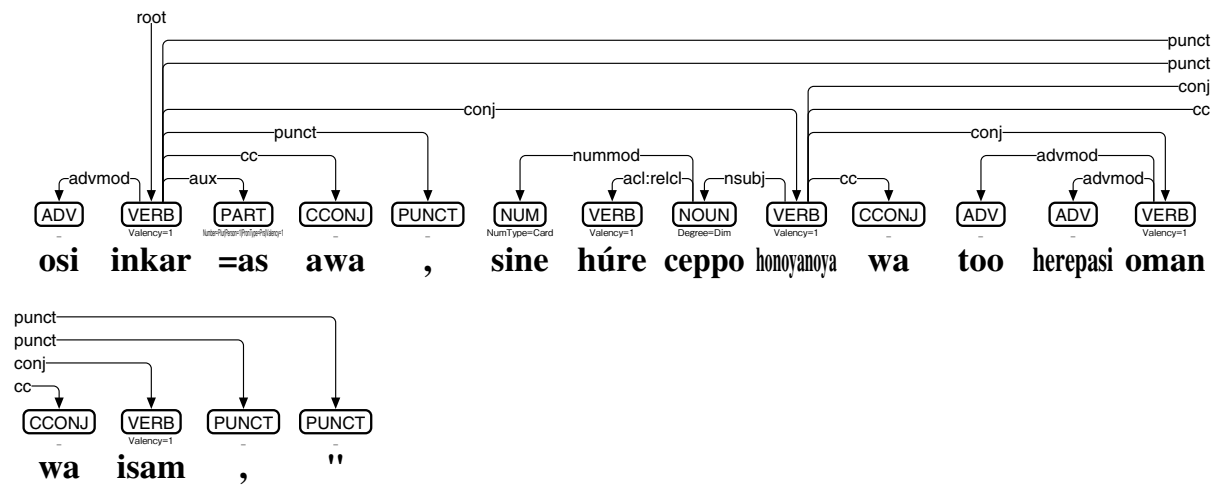 root
punct
punct
conj
conj cc
punct conj
cc nummod advmod
advmod aux acl:relcl nsubj cc advmod
ADV VERB PART CCONJ PUNCT NUM VERB NOUN VERB CCONJ ADV ADV VERB
_ Valency=1 _ _ NumType=Card Valency=1 Degree=Dim Valency=1 _ _ _ Valency=1
osi inkar =as awa , sine húre ceppo honoyanoya wa too herepasi oman
punct
punct
conj
cc
CCONJ VERB PUNCT PUNCT
_ Valency=1 _ _
wa isam , "